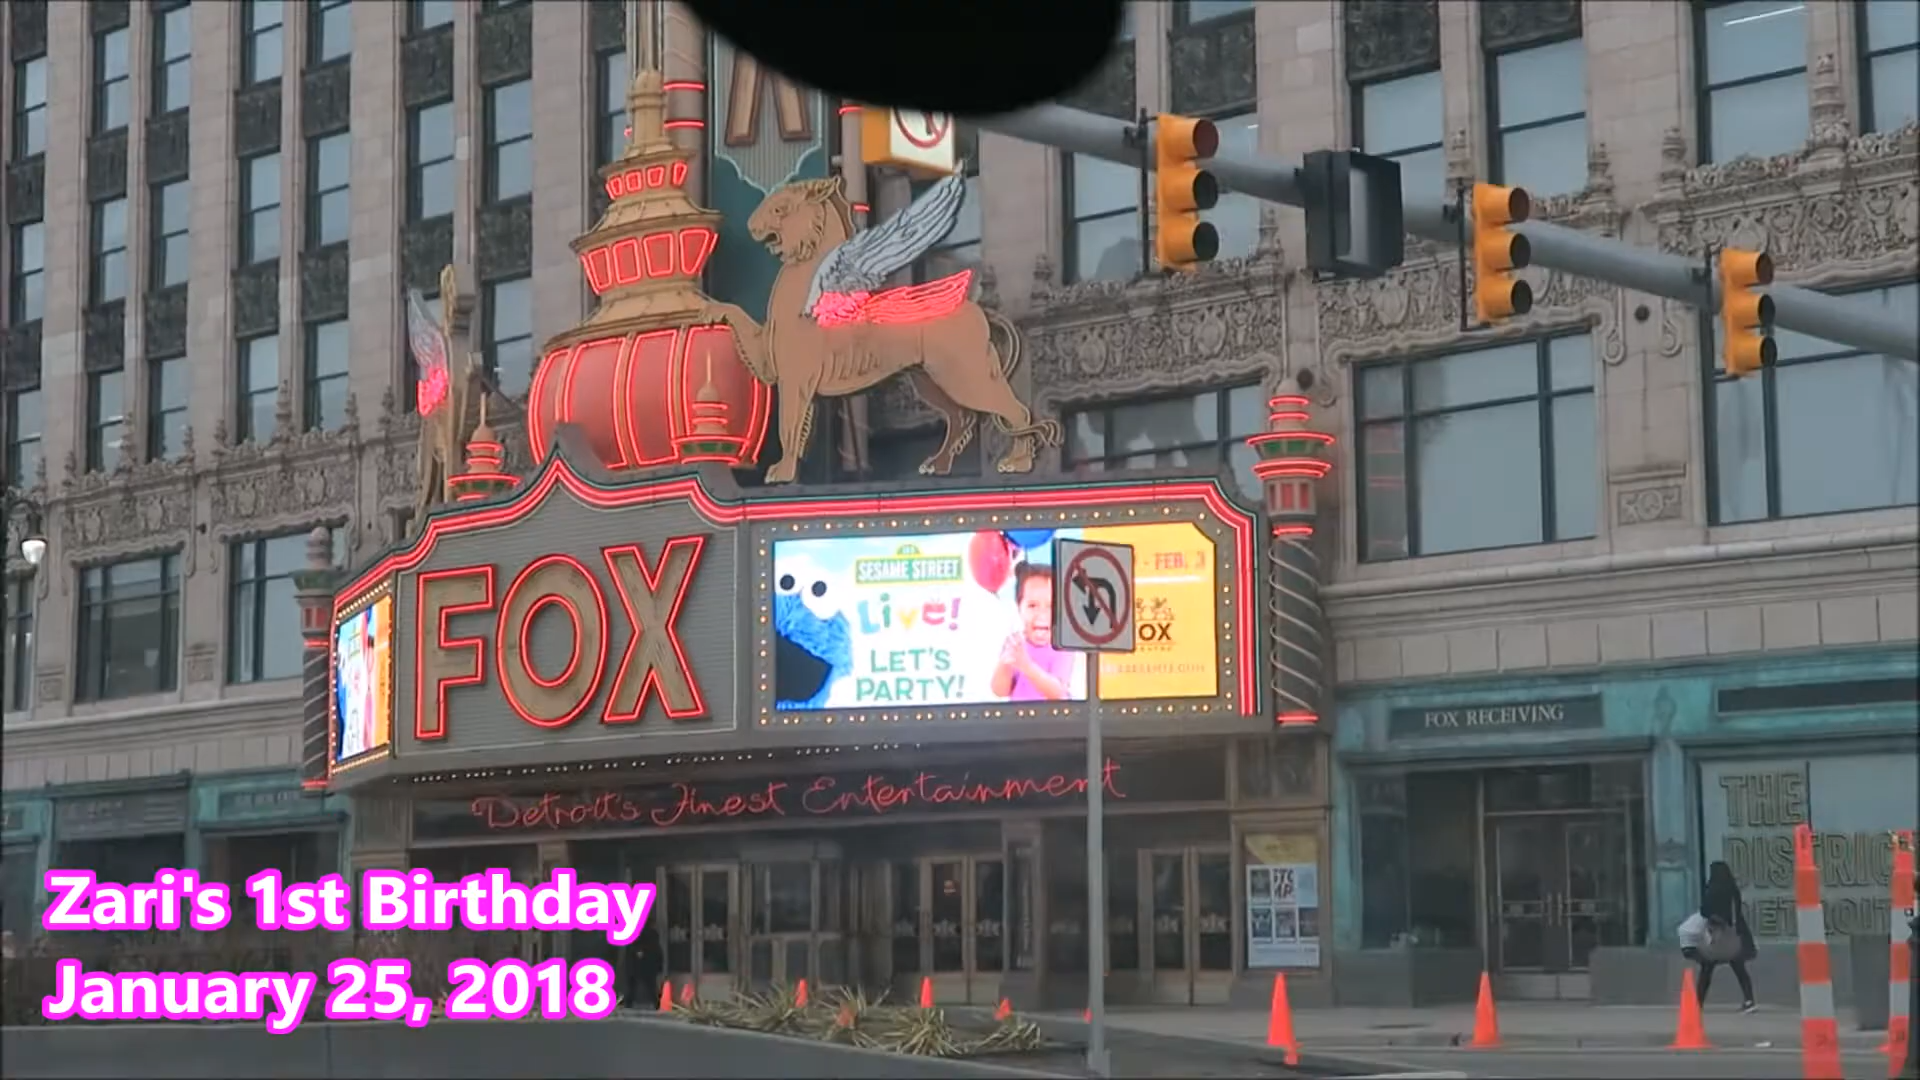 X
FOX
SESAME STREET
Live!
LET'S
PARTY!
- FEB. 3
FOX
Detroit's Finest Entertainment
FOX RECEIVING
THE
DISTRICT
DETROIT
Zari's 1st Birthday
January 25, 2018